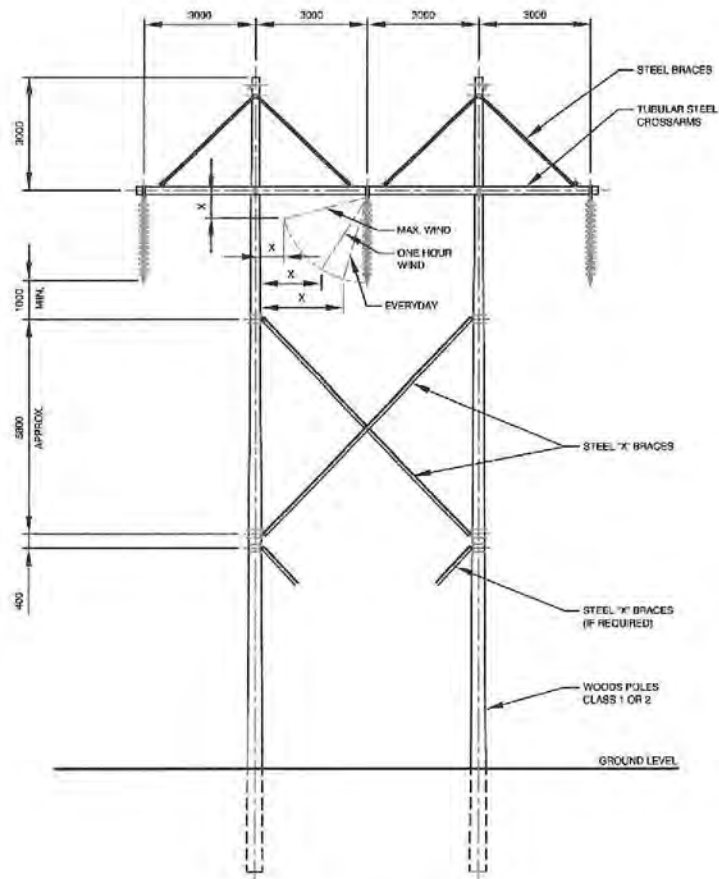 3000
3000
3000
3000
STEEL BRACES
TUBULAR STEEL
CROSSARMS
3000
X
MAX. WIND
X
ONE HOUR
WIND
X
X
EVERYDAY
1000
MIN.
5800
APPROX.
STEEL "X" BRACES
400
STEEL "X" BRACES
(IF REQUIRED)
WOODS POLES
CLASS 1 OR 2
GROUND LEVEL